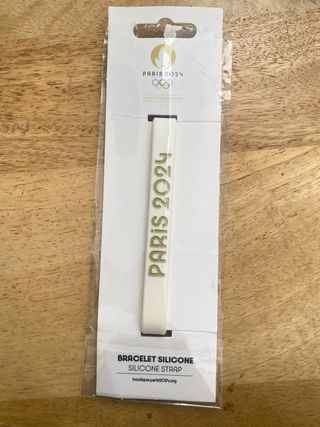 PARIS 2024
PARIS 2024
BRACELET SILICONE
SILICONE STRAP
boutique.paris2024.org